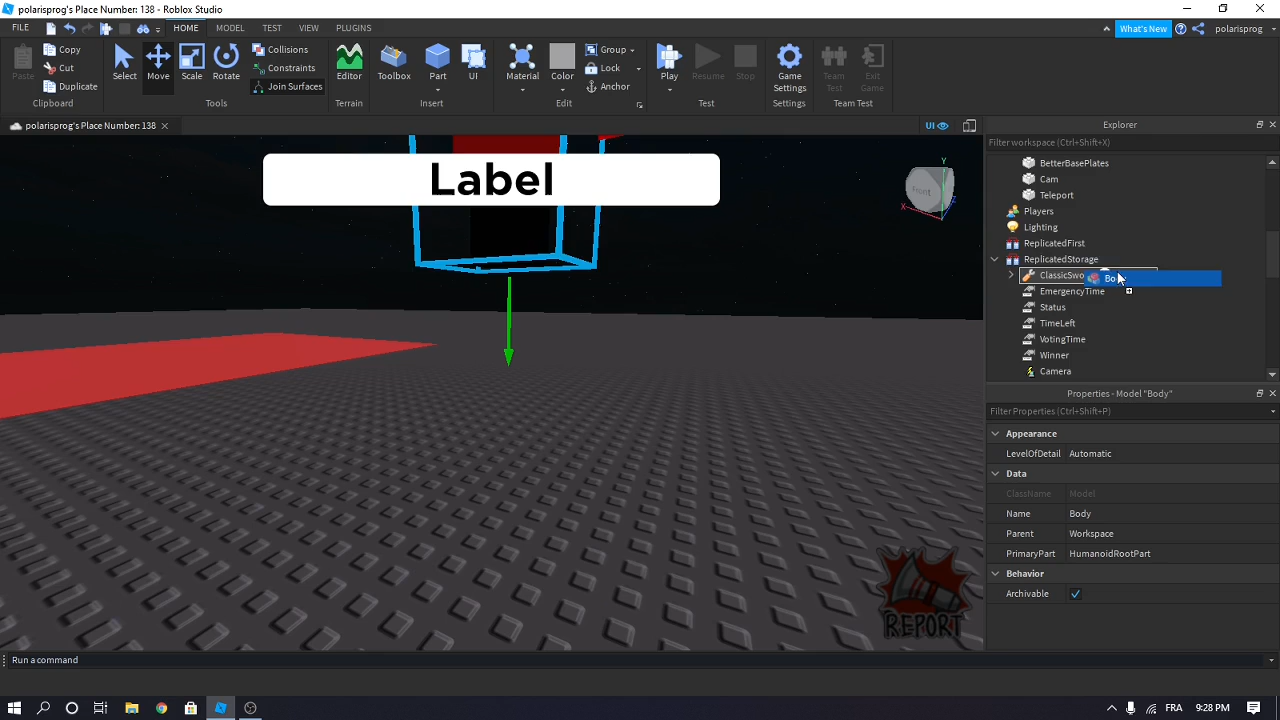 polarisprog's Place Number: 138 - Roblox Studio
FILE HOME MODEL TEST VIEW PLUGINS What's New polarisprog
Paste Copy Cut Duplicate Select Move Scale Rotate Collisions Constraints Join Surfaces Editor Toolbox Part UI Material Color Group Lock Anchor Play Resume Stop Game Settings Team Test Exit Game
Clipboard Tools Terrain Insert Edit Test Settings Team Test
polarisprog's Place Number: 138 UI
Explorer
Filter workspace (Ctrl+Shift+X)
BetterBasePlates
Cam
Teleport
Players
Lighting
ReplicatedFirst
ReplicatedStorage
EmergencyTime
Status
TimeLeft
VotingTime
Winner
Camera
Label
Front
X Y Z
Properties - Model "Body"
Filter Properties (Ctrl+Shift+P)
Appearance
LevelOfDetail Automatic
Data
ClassName Model
Name Body
Parent Workspace
PrimaryPart HumanoidRootPart
Behavior
Archivable
REPORT
Run a command
FRA 9:28 PM